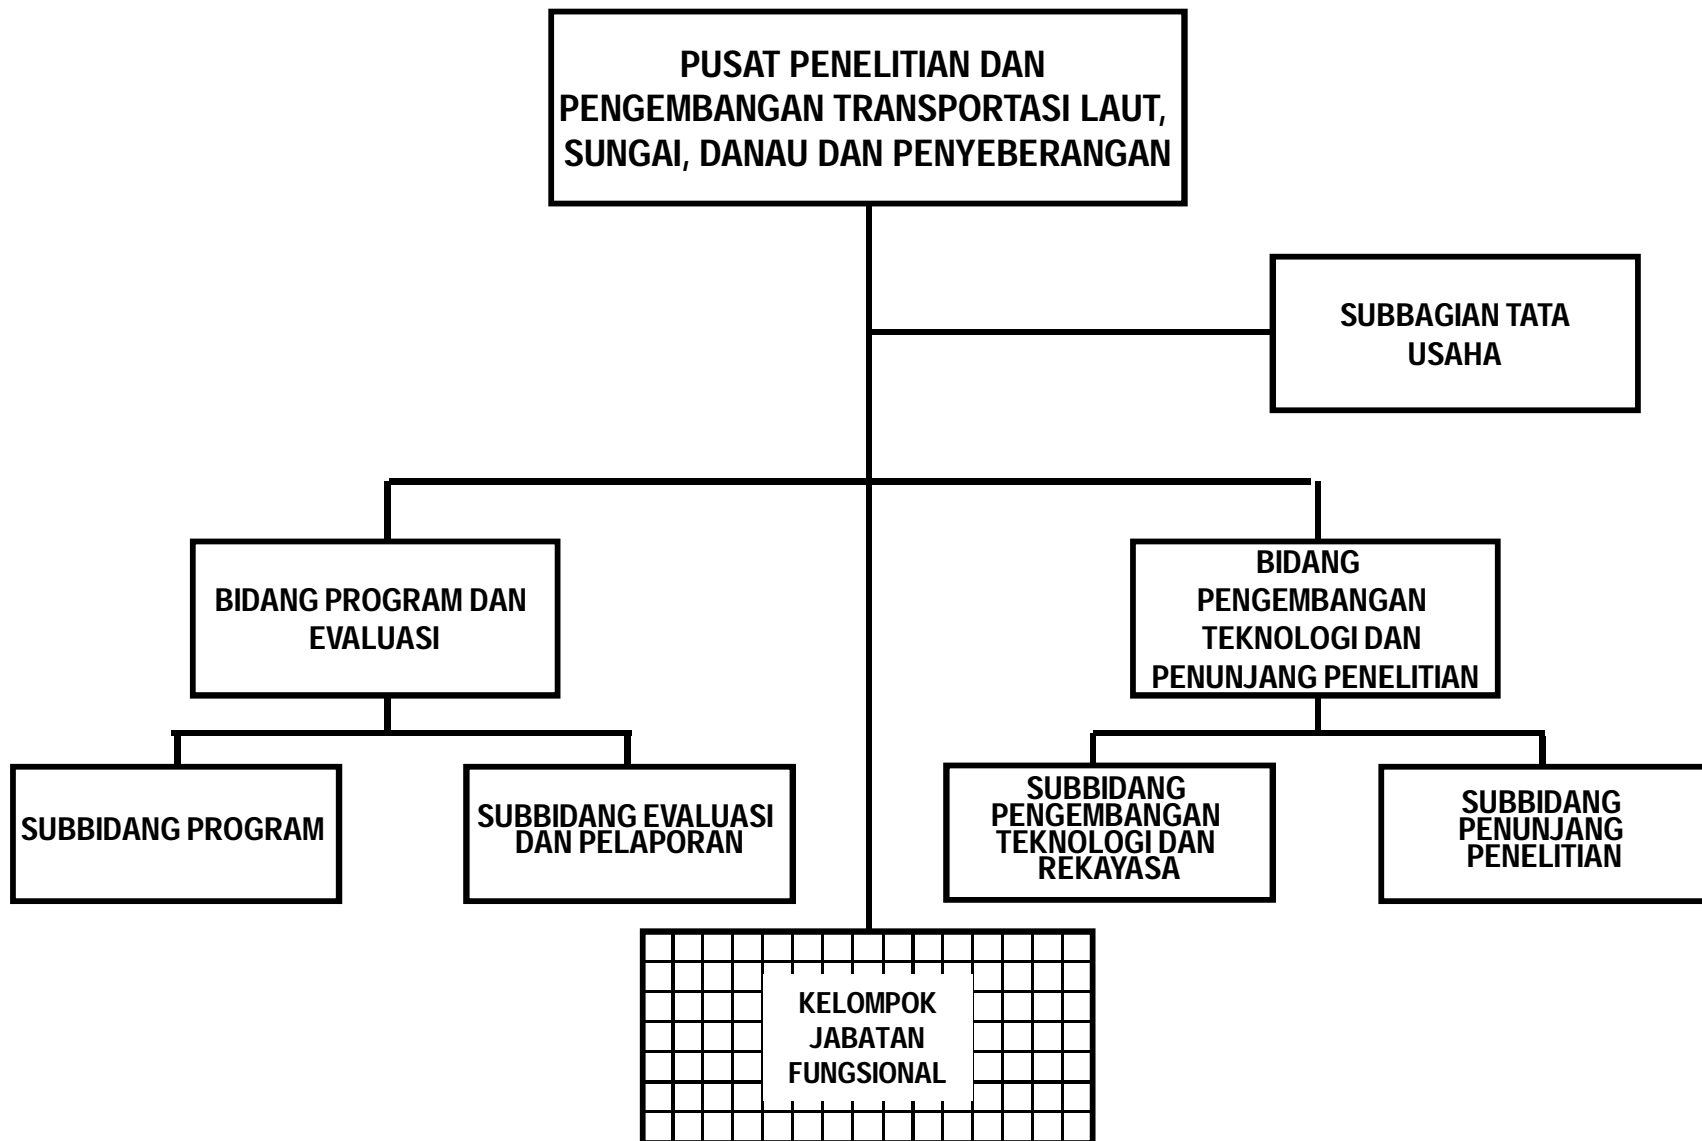 PUSAT PENELITIAN DAN
PENGEMBANGAN TRANSPORTASI LAUT,
SUNGAI, DANAU DAN PENYEBERANGAN
SUBBAGIAN TATA
USAHA
BIDANG PROGRAM DAN
EVALUASI
BIDANG
PENGEMBANGAN
TEKNOLOGI DAN
PENUNJANG PENELITIAN
SUBBIDANG PROGRAM
SUBBIDANG EVALUASI
DAN PELAPORAN
SUBBIDANG
PENGEMBANGAN
TEKNOLOGI DAN
REKAYASA
SUBBIDANG
PENUNJANG
PENELITIAN
KELOMPOK
JABATAN
FUNGSIONAL